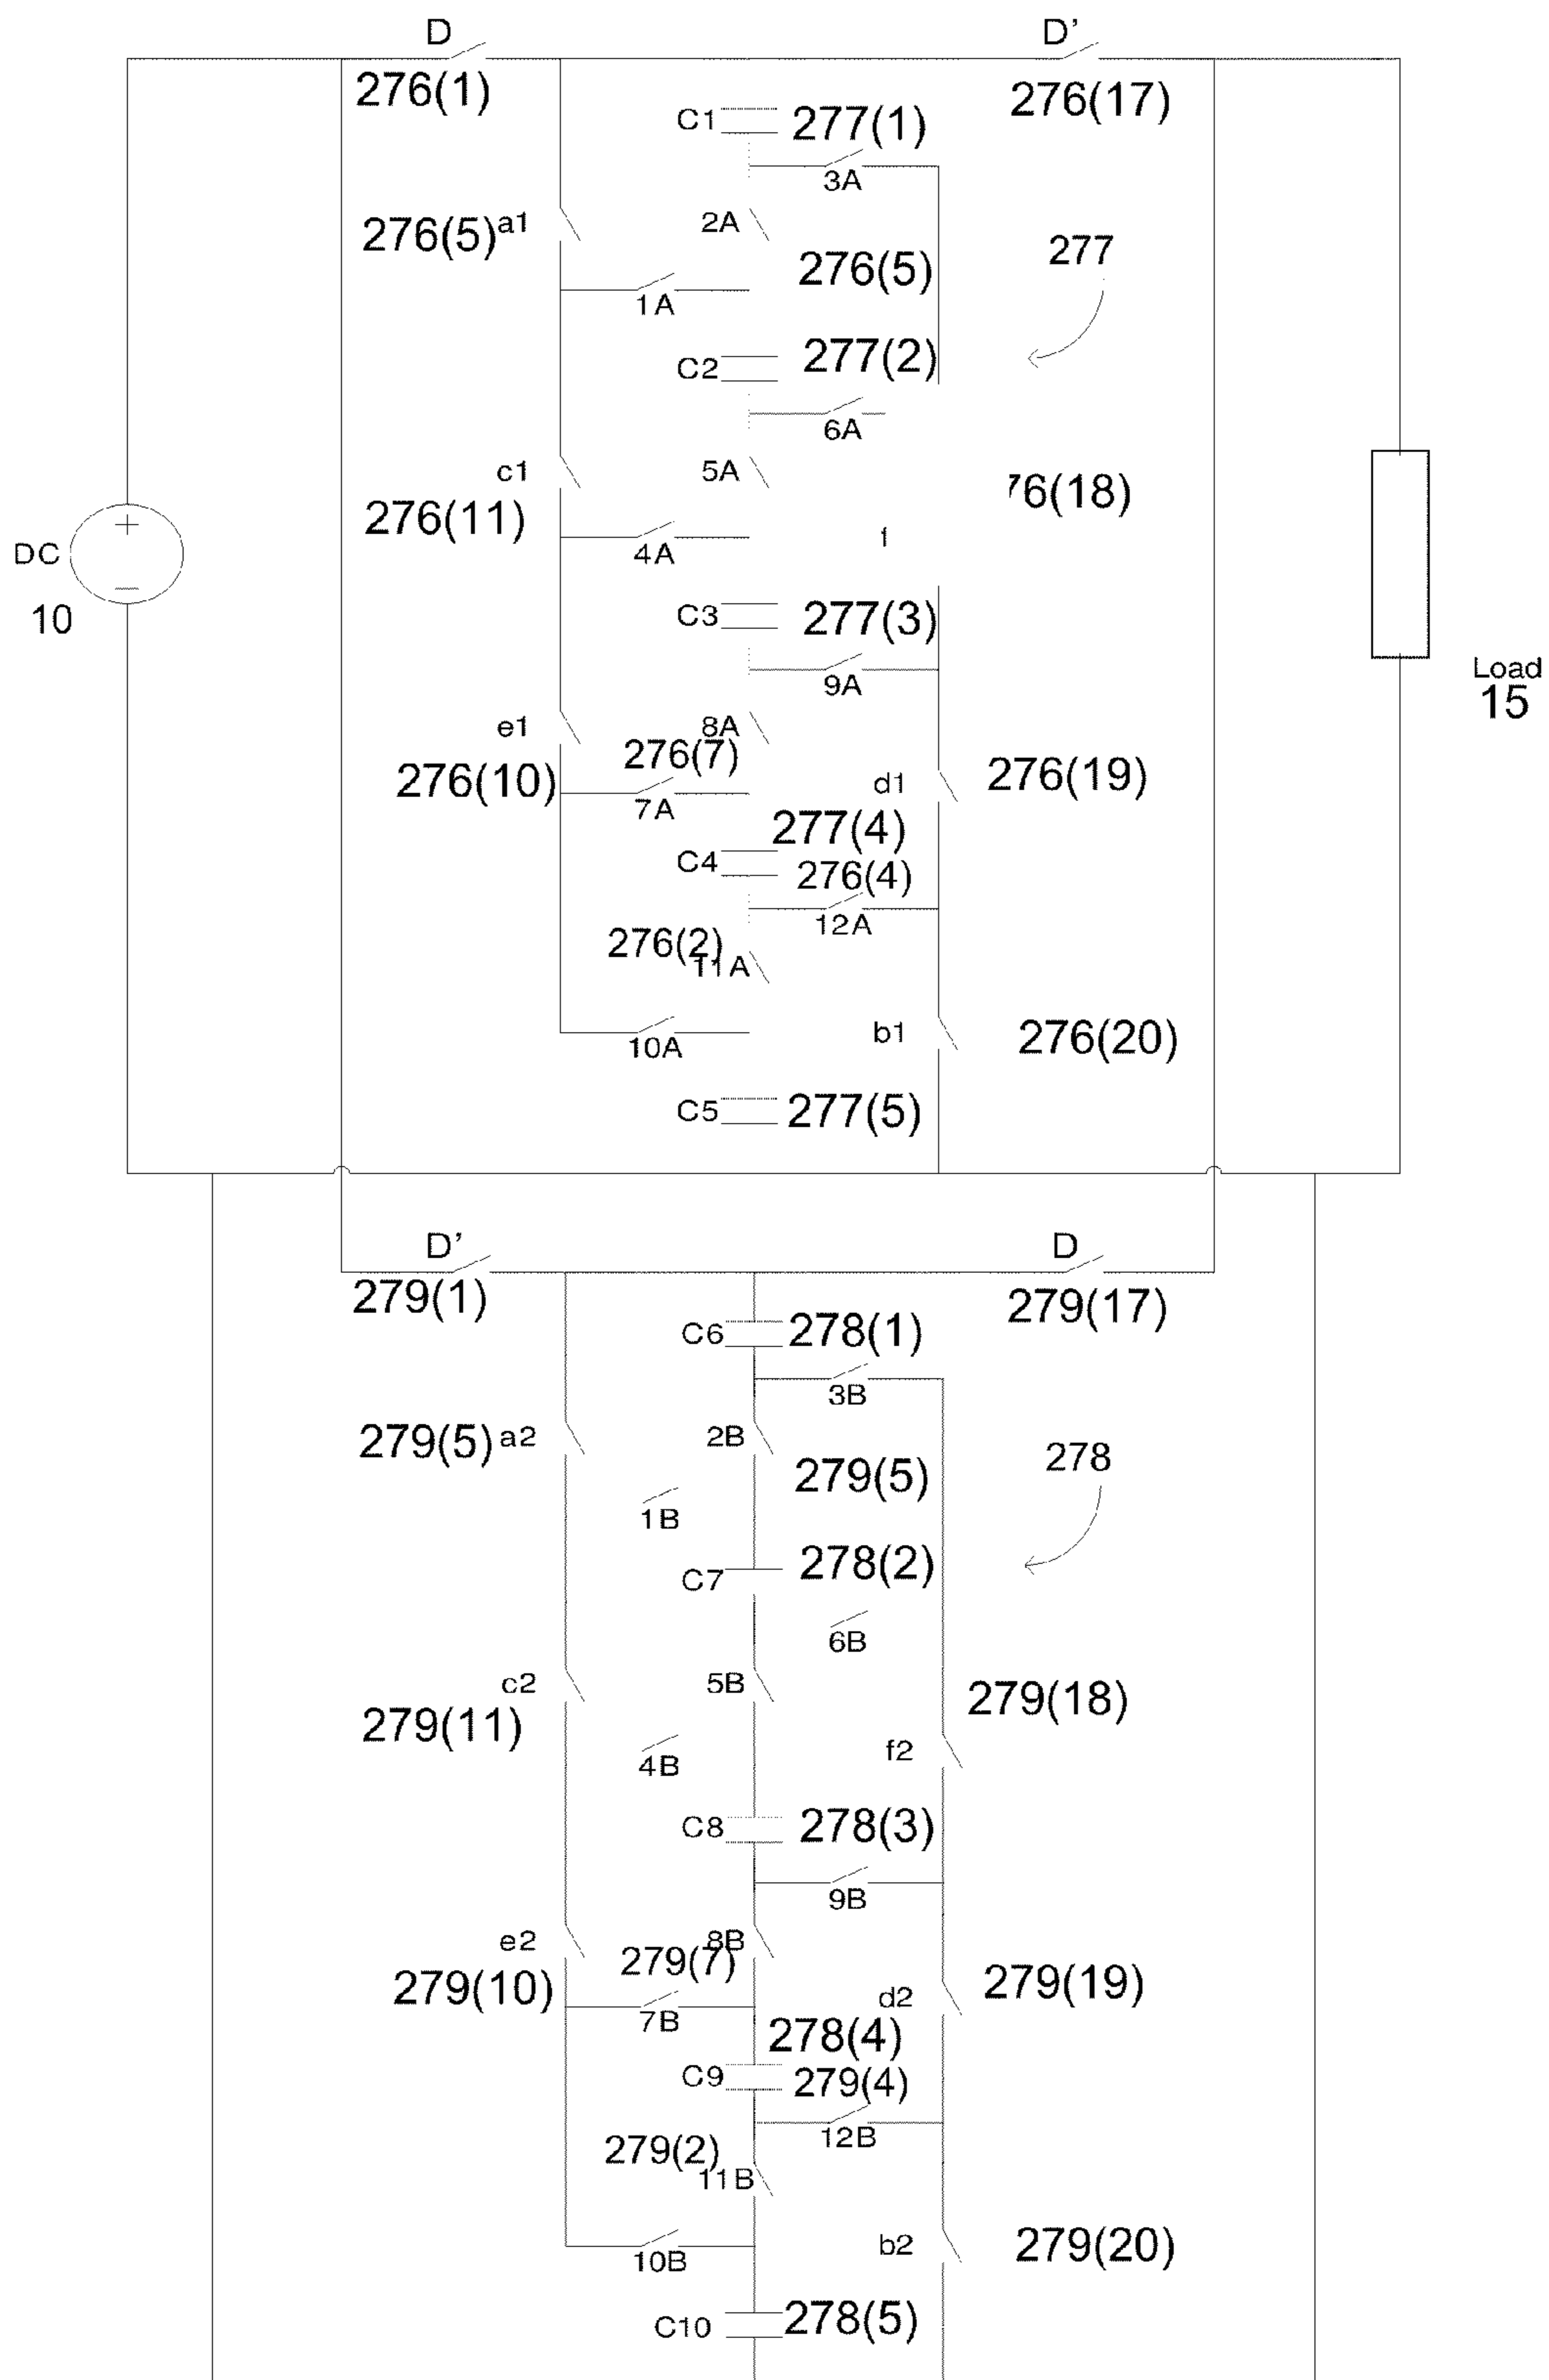 D
D’
276(1)
276(17)
C1
277(1)
3A
276(5)
a1
2A
276(5)
277
1A
C2
277(2)
6A
c1
5A
76(18)
276(11)
4A
f
DC
+
10
C3
277(3)
9A
Load
15
e1
8A
276(7)
276(10)
7A
d1
276(19)
277(4)
C4
276(4)
12A
276(2)
11A
10A
b1
276(20)
C5
277(5)
D’
D
279(1)
279(17)
C6
278(1)
3B
279(5)
a2
2B
279(5)
278
1B
C7
278(2)
6B
c2
5B
279(18)
279(11)
4B
f2
C8
278(3)
9B
e2
8B
279(7)
279(10)
7B
d2
279(19)
278(4)
C9
279(4)
12B
279(2)
11B
10B
b2
279(20)
C10
278(5)